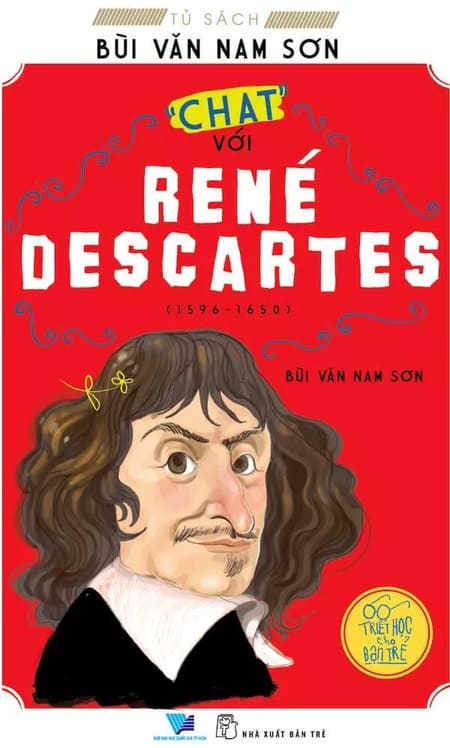 TỦ SÁCH
BÙI VĂN NAM SƠN
"CHAT"
VỚI
RENÉ
DESCARTES
(1596-1650)
BÙI VĂN NAM SƠN
TRIẾT HỌC
cho
BẠN TRẺ
NHÀ XUẤT BẢN TRẺ